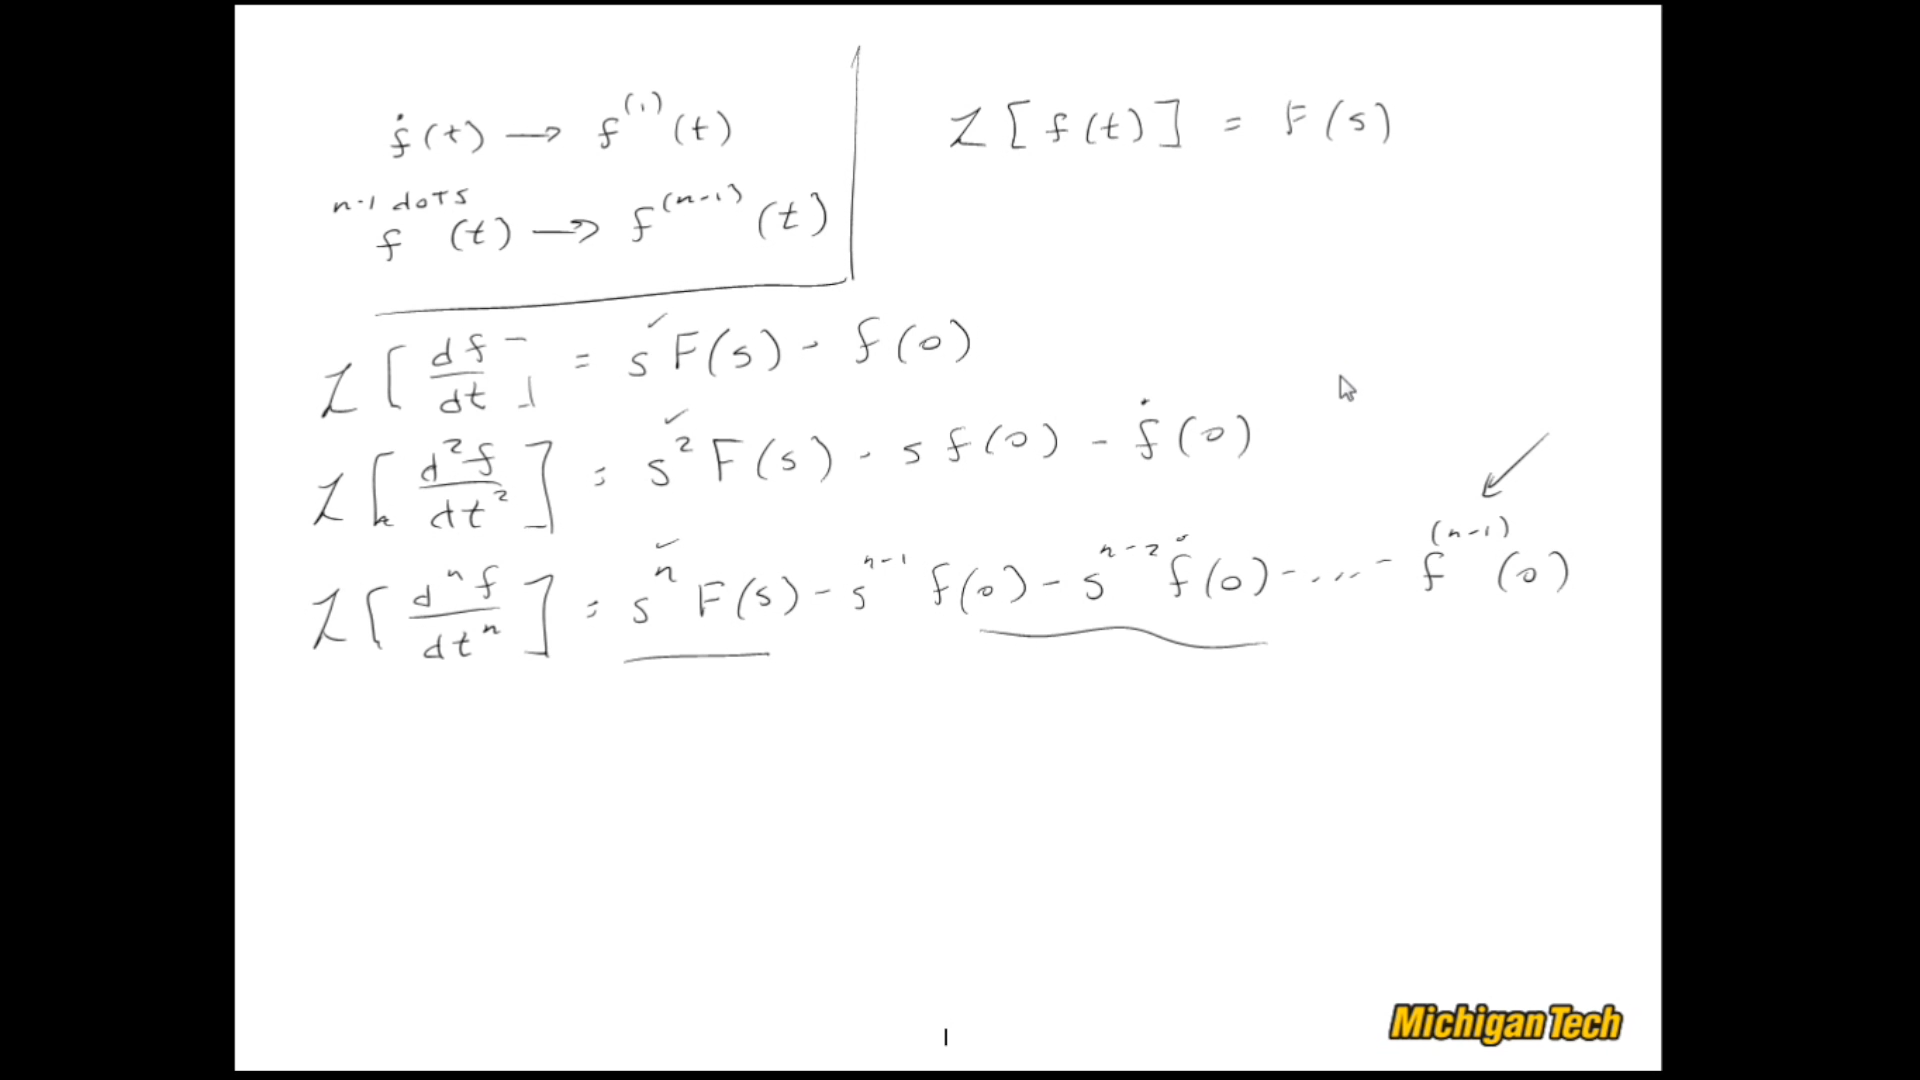 ḟ(t) → f^(1)(t)
n-1 dots
f (t) → f^(n-1)(t)
ℒ[f(t)] = F(s)
ℒ[df/dt] = sF(s) - f(0)
ℒ[d²f/dt²] = s²F(s) - sf(0) - ḟ(0)
ℒ[dⁿf/dtⁿ] = sⁿF(s) - s^(n-1) f(0) - s^(n-2) ḟ(0) - ... - f^(n-1)(0)
1
Michigan Tech